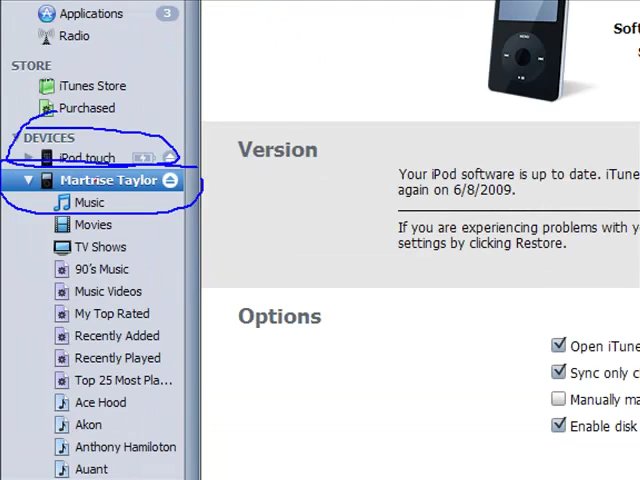 Applications 3
Radio
STORE
iTunes Store
Purchased
DEVICES
iPod touch
Martrise Taylor
Music
Movies
TV Shows
90's Music
Music Videos
My Top Rated
Recently Added
Recently Played
Top 25 Most Pla...
Ace Hood
Akon
Anthony Hamiloton
Auant
MENU
Soft
Version
Your iPod software is up to date. iTune
again on 6/8/2009.
If you are experiencing problems with y
settings by clicking Restore.
Options
Open iTune
Sync only c
Manually ma
Enable disk